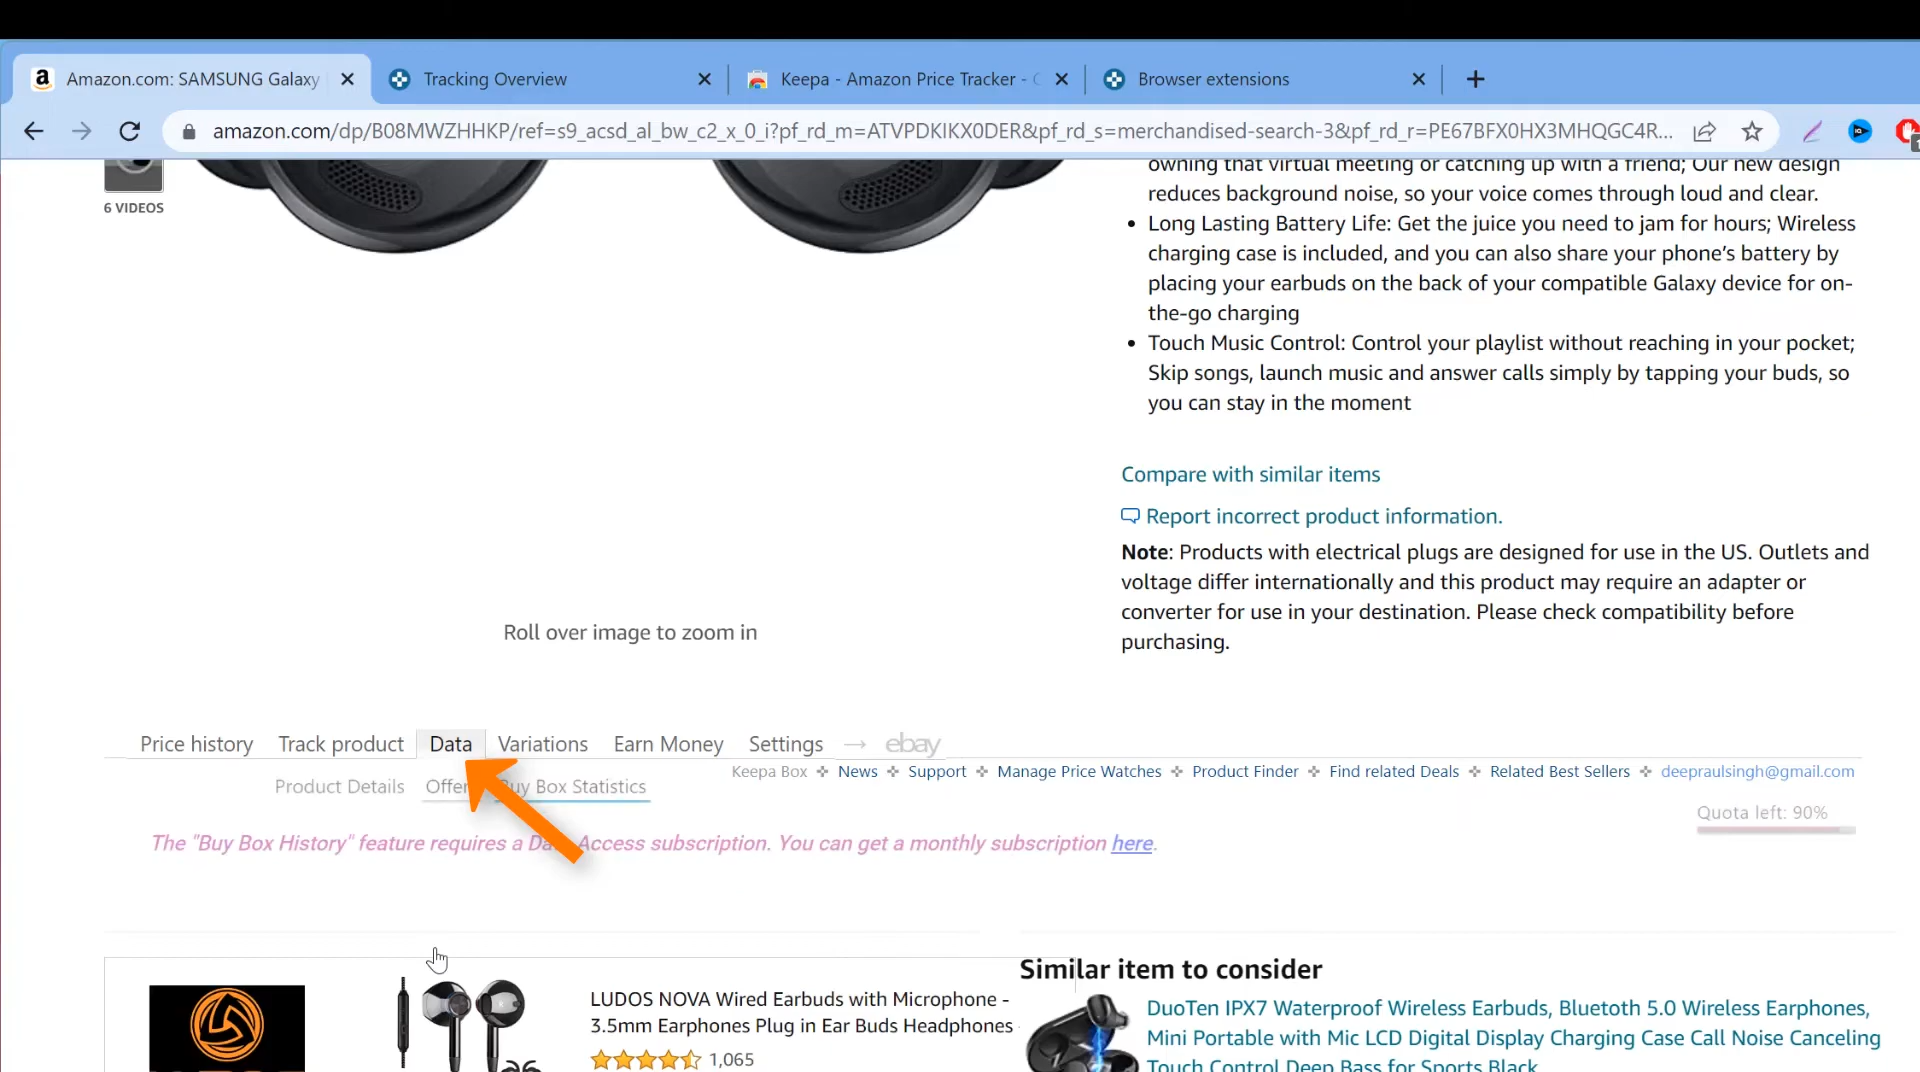 Amazon.com: SAMSUNG Galaxy
Tracking Overview
Keepa - Amazon Price Tracker -
Browser extensions
amazon.com/dp/B08MWZHHKP/ref=s9_acsd_al_bw_c2_x_0_i?pf_rd_m=ATVPDKIKX0DER&pf_rd_s=merchandised-search-3&pf_rd_r=PE67BFX0HX3MHQGC4R...
6 VIDEOS
owning that virtual meeting or catching up with a friend; Our new design
reduces background noise, so your voice comes through loud and clear.
• Long Lasting Battery Life: Get the juice you need to jam for hours; Wireless
charging case is included, and you can also share your phone's battery by
placing your earbuds on the back of your compatible Galaxy device for on-
the-go charging
• Touch Music Control: Control your playlist without reaching in your pocket;
Skip songs, launch music and answer calls simply by tapping your buds, so
you can stay in the moment
Compare with similar items
Report incorrect product information.
Note: Products with electrical plugs are designed for use in the US. Outlets and
voltage differ internationally and this product may require an adapter or
converter for use in your destination. Please check compatibility before
purchasing.
Roll over image to zoom in
Price history Track product Data Variations Earn Money Settings → ebay
Keepa Box News Support Manage Price Watches Product Finder Find related Deals Related Best Sellers deepraulsingh@gmail.com
Product Details Buy Box Statistics
Quota left: 90%
The "Buy Box History" feature requires a Access subscription. You can get a monthly subscription here.
LUDOS NOVA Wired Earbuds with Microphone -
3.5mm Earphones Plug in Ear Buds Headphones
1,065
Similar item to consider
DuoTen IPX7 Waterproof Wireless Earbuds, Bluetoth 5.0 Wireless Earphones,
Mini Portable with Mic LCD Digital Display Charging Case Call Noise Canceling
Touch Control Deep Bass for Sports Black